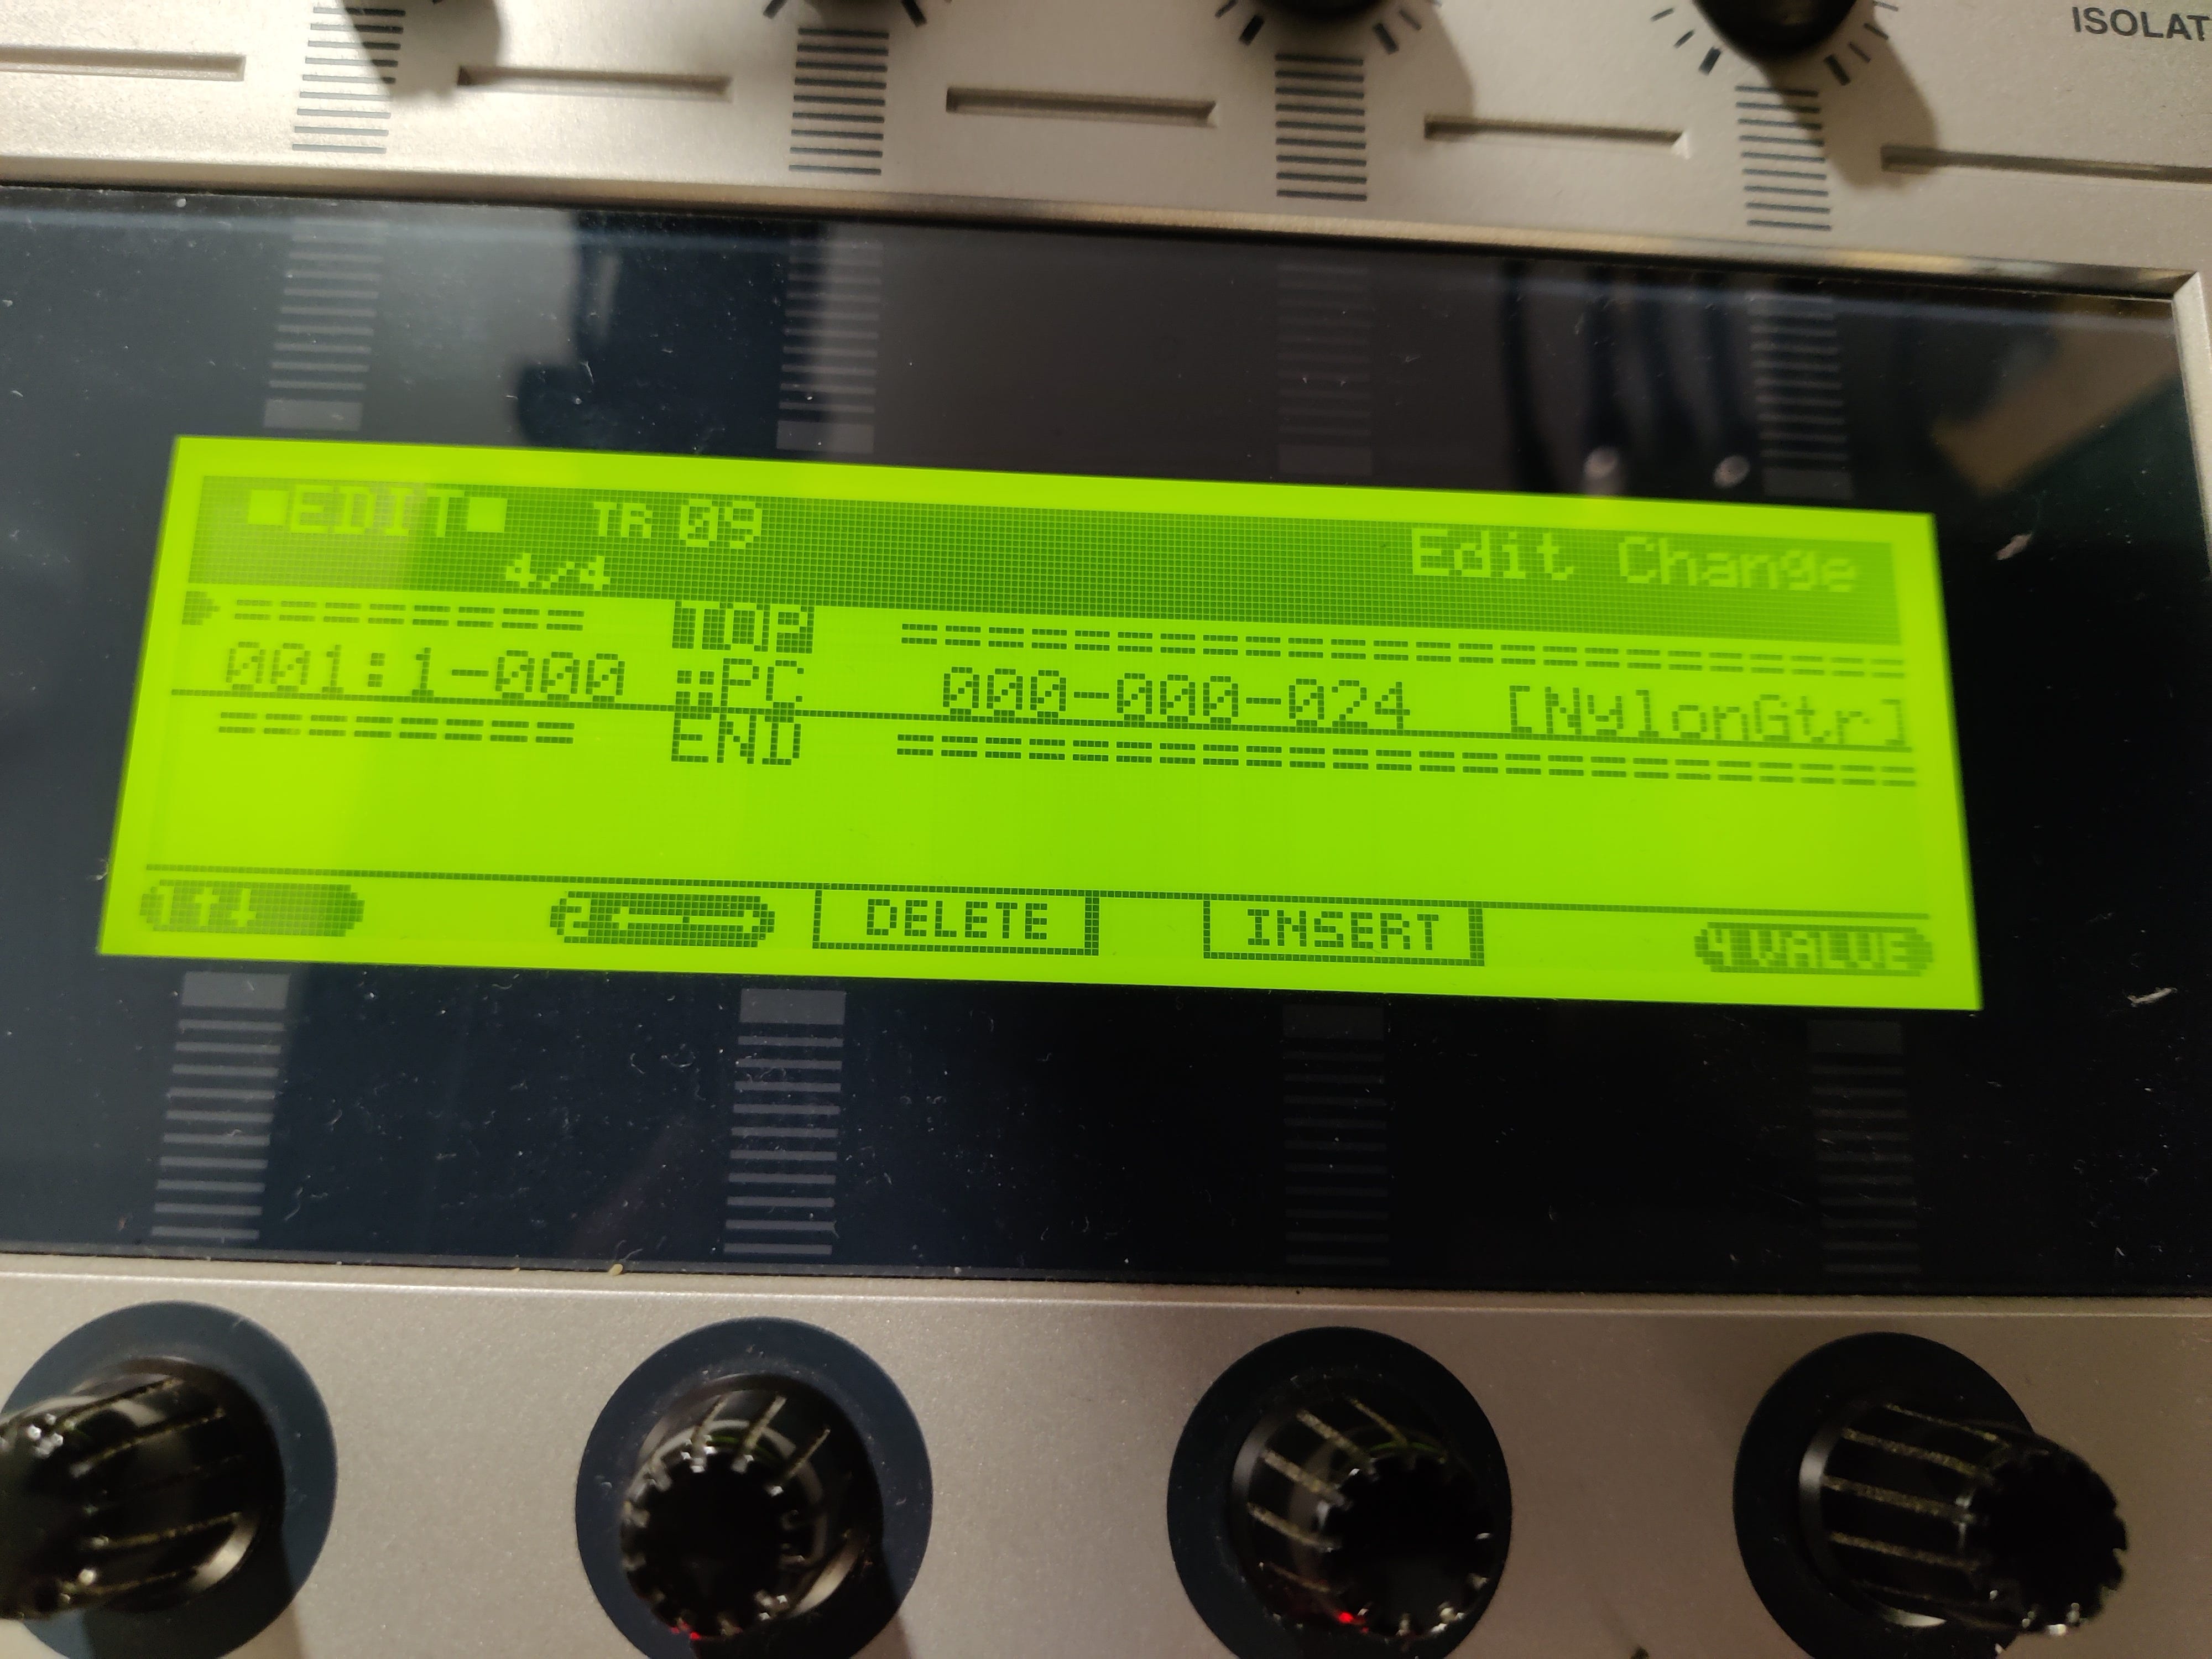 ISOLAT
■EDIT■ TR 09 Edit Change
4/4
======== TOP ========================
001:1-000 PC 000-000-024 [NylonGtr]
======== END ========================
1↑↓ 2←→ DELETE INSERT 4 VALUE